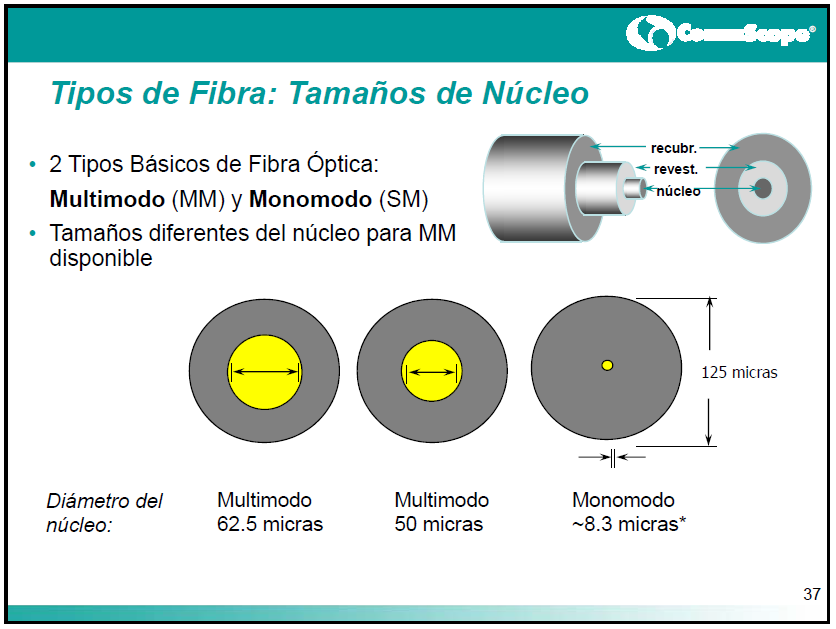 CommScope®
Tipos de Fibra: Tamaños de Núcleo
• 2 Tipos Básicos de Fibra Óptica:
Multimodo (MM) y Monomodo (SM)
• Tamaños diferentes del núcleo para MM
disponible
recubr.
revest.
núcleo
125 micras
Diámetro del
núcleo:
Multimodo
62.5 micras
Multimodo
50 micras
Monomodo
~8.3 micras*
37